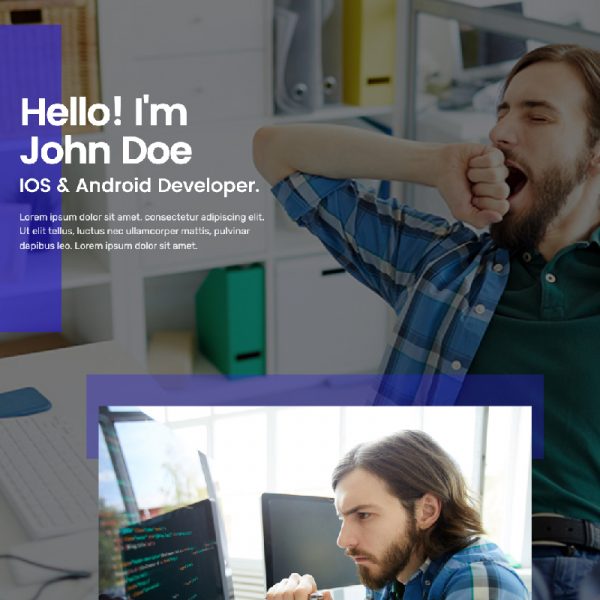 Hello! I'm
John Doe
IOS & Android Developer.
Lorem ipsum dolor sit amet, consectetur adipiscing elit.
Ut elit tellus, luctus nec ullamcorper mattis, pulvinar
dapibus leo. Lorem ipsum dolor sit amet.